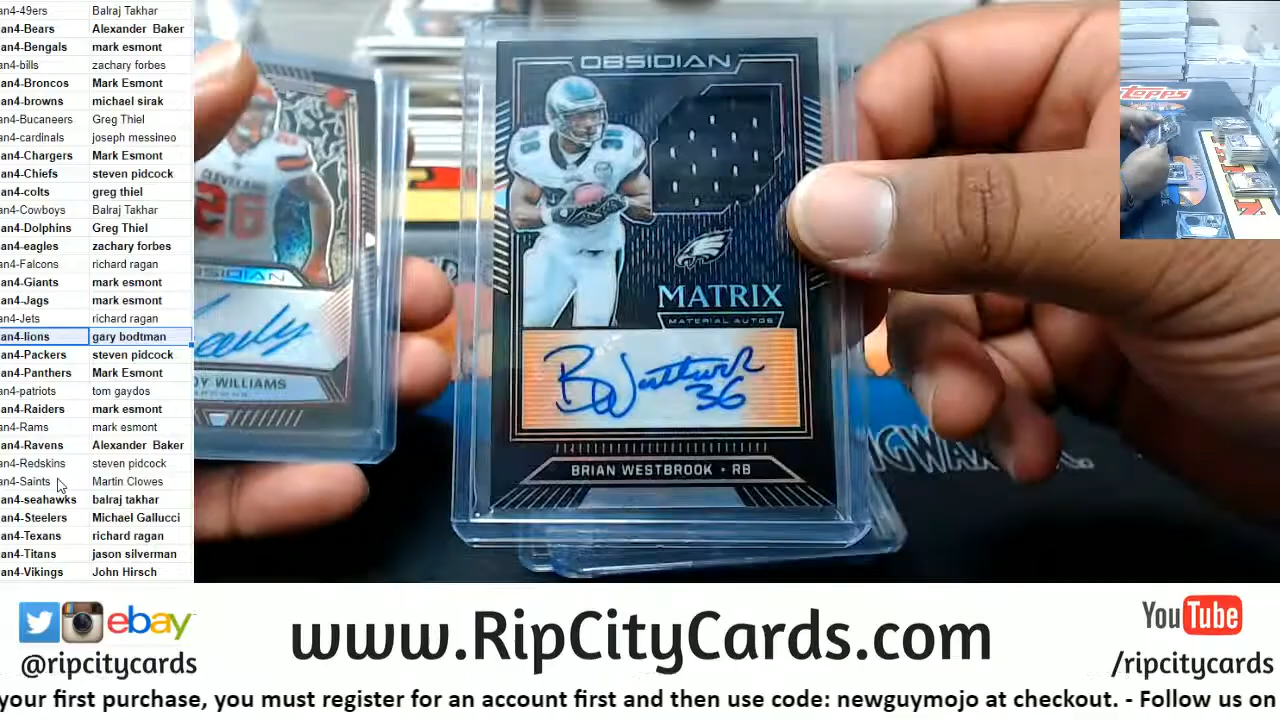 an4-49ers Balraj Takhar
an4-Bears Alexander Baker
an4-Bengals mark esmont
an4-bills zachary forbes
an4-Broncos Mark Esmont
an4-browns michael sirak
an4-Bucaneers Greg Thiel
an4-cardinals joseph messineo
an4-Chargers Mark Esmont
an4-Chiefs steven pidcock
an4-colts greg thiel
an4-Cowboys Balraj Takhar
an4-Dolphins Greg Thiel
an4-eagles zachary forbes
an4-Falcons richard ragan
an4-Giants mark esmont
an4-Jags mark esmont
an4-Jets richard ragan
an4-lions gary bodtman
an4-Packers steven pidcock
an4-Panthers Mark Esmont
an4-patriots tom gaydos
an4-Raiders mark esmont
an4-Rams mark esmont
an4-Ravens Alexander Baker
an4-Redskins steven pidcock
an4-Saints Martin Clowes
an4-seahawks balraj takhar
an4-Steelers Michael Gallucci
an4-Texans richard ragan
an4-Titans jason silverman
an4-Vikings John Hirsch
26
DY WILLIAMS
OBSIDIAN
MATRIX
MATERIAL AUTOS
B Westbrook
36
BRIAN WESTBROOK • RB
Topps
ebay
@ripcitycards
www.RipCityCards.com
YouTube
/ripcitycards
your first purchase, you must register for an account first and then use code: newguymojo at checkout. - Follow us on